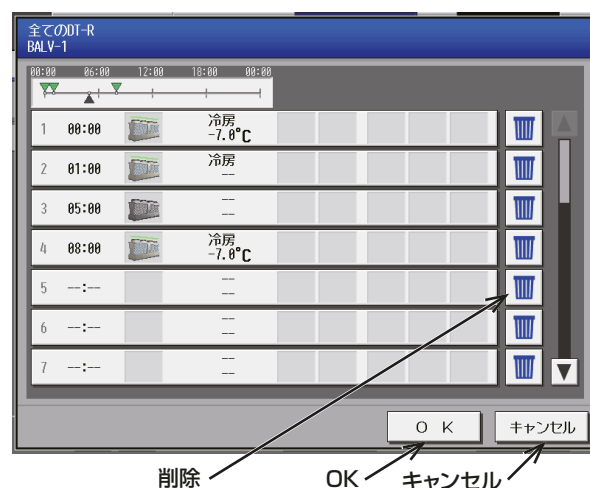 全てのDT-R
BALV-1
00:00 06:00 12:00 18:00 00:00
1 00:00 冷房
-7.0℃
2 01:00 冷房
--
3 05:00 --
--
4 08:00 冷房
-7.0℃
5 --:-- --
--
6 --:-- --
--
7 --:-- --
--
OK キャンセル
削除 OK キャンセル